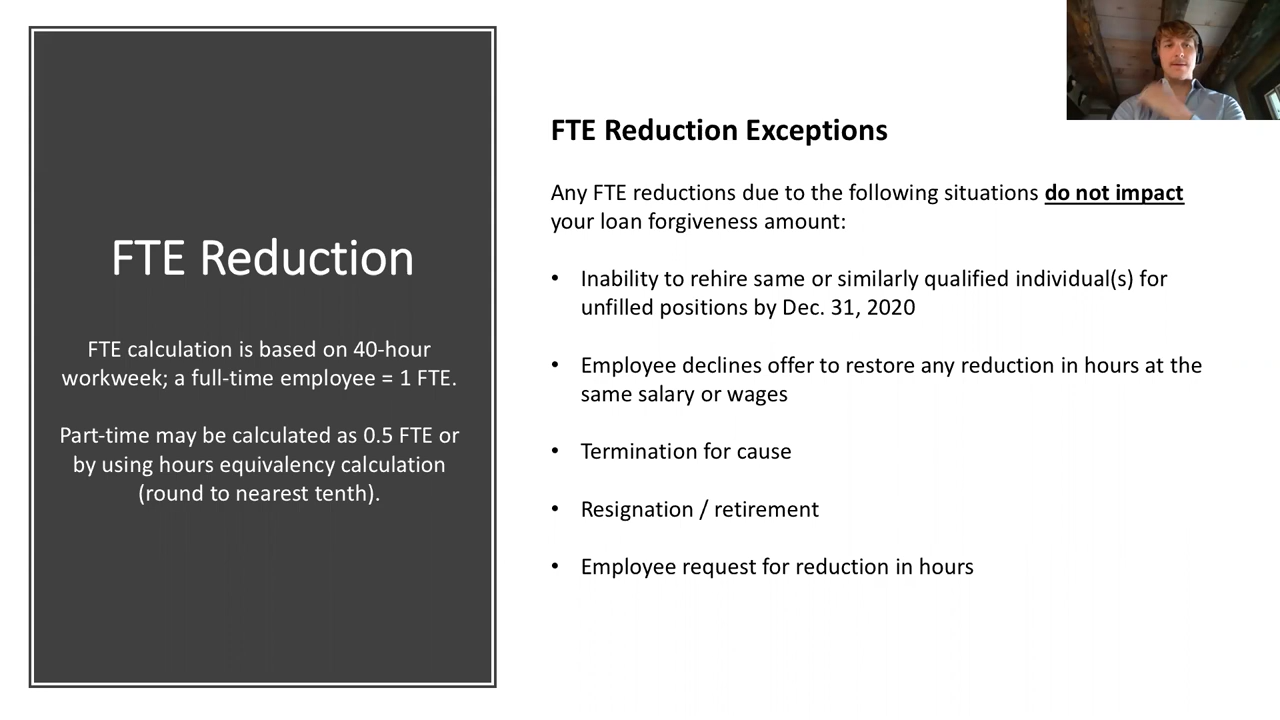 FTE Reduction
FTE calculation is based on 40-hour
workweek; a full-time employee = 1 FTE.
Part-time may be calculated as 0.5 FTE or
by using hours equivalency calculation
(round to nearest tenth).
FTE Reduction Exceptions
Any FTE reductions due to the following situations do not impact
your loan forgiveness amount:
• Inability to rehire same or similarly qualified individual(s) for
unfilled positions by Dec. 31, 2020
• Employee declines offer to restore any reduction in hours at the
same salary or wages
• Termination for cause
• Resignation / retirement
• Employee request for reduction in hours